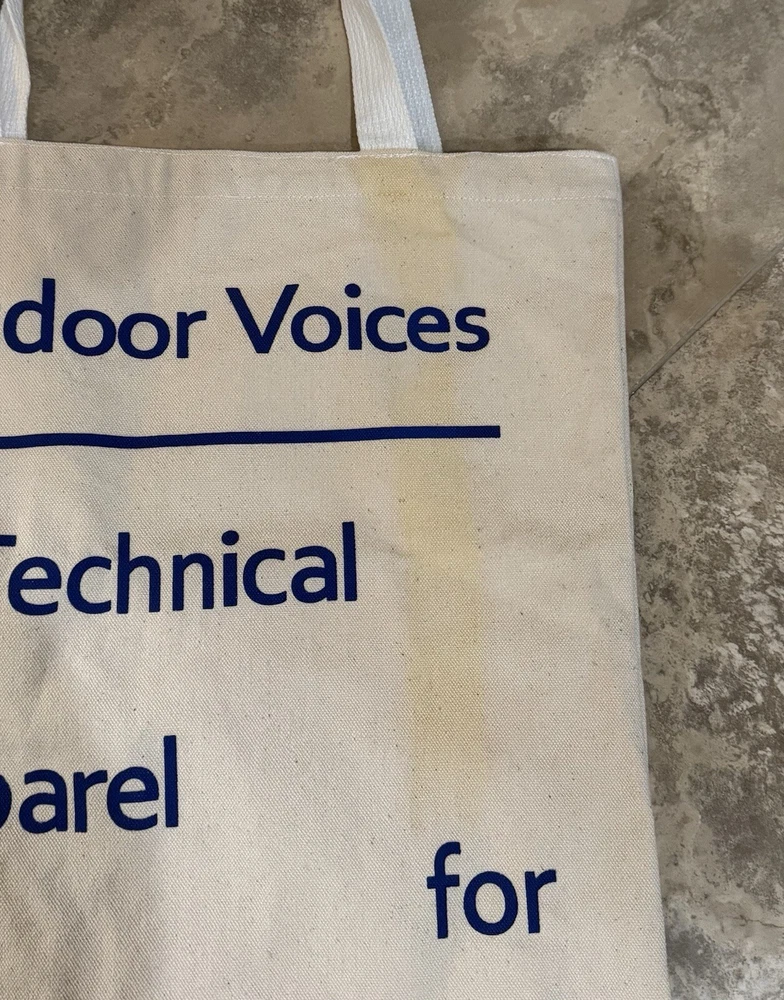 door Voices
Technical
parel
for